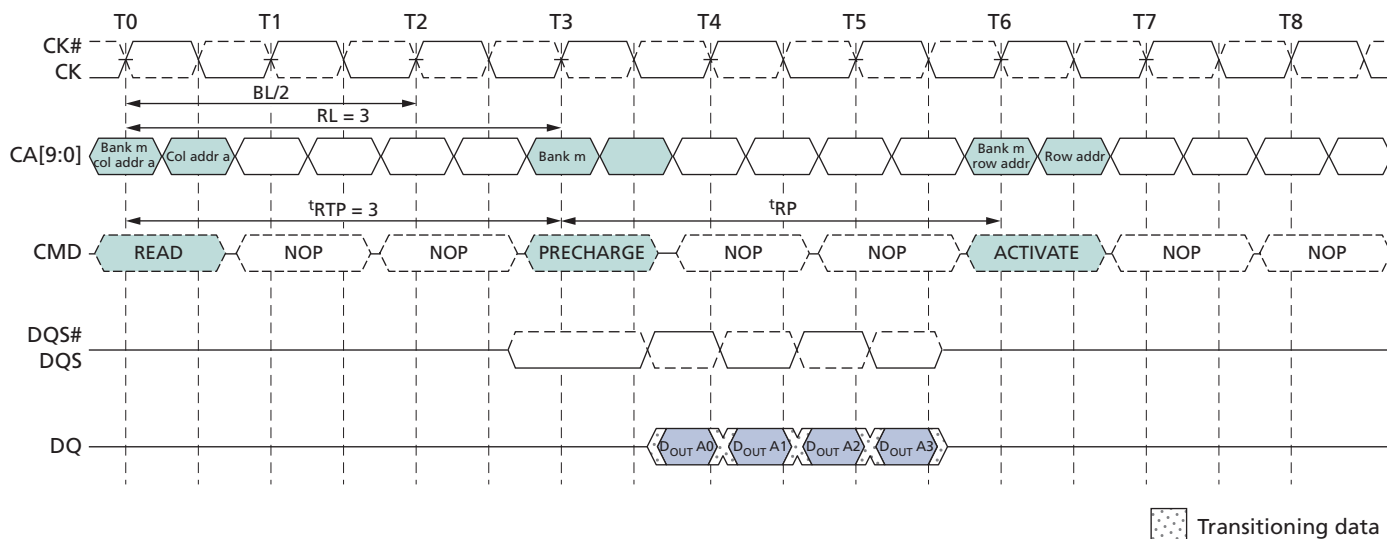 T0 T1 T2 T3 T4 T5 T6 T7 T8
CK#
CK
BL/2
RL = 3
CA[9:0]
Bank m col addr a
Col addr a
Bank m
Bank m row addr
Row addr
tRTP = 3
tRP
CMD
READ NOP NOP PRECHARGE NOP NOP ACTIVATE NOP NOP
DQS#
DQS
DQ
DOUT A0 DOUT A1 DOUT A2 DOUT A3
Transitioning data